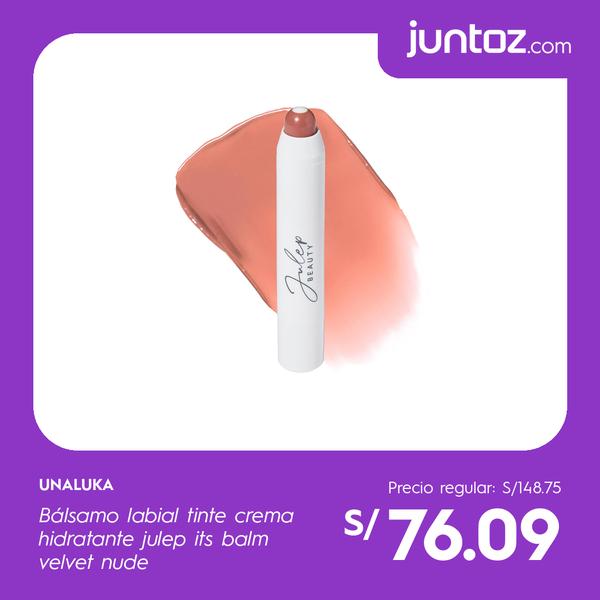 juntoz.com
Julep
BEAUTY
UNALUKA
Bálsamo labial tinte crema
hidratante julep its balm
velvet nude
Precio regular: S/148.75
S/76.09